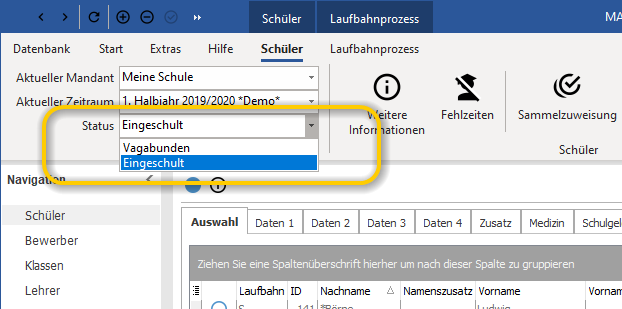 Schüler Laufbahnprozess MA
Datenbank Start Extras Hilfe Schüler Laufbahnprozess
Aktueller Mandant Meine Schule
Aktueller Zeitraum 1. Halbjahr 2019/2020 *Demo*
Status Eingeschult
Vagabunden
Eingeschult
Weitere Informationen Fehlzeiten Sammelzuweisung
Schüler
Navigation
Schüler
Bewerber
Klassen
Lehrer
Auswahl Daten 1 Daten 2 Daten 3 Daten 4 Zusatz Medizin Schulgel
Ziehen Sie eine Spaltenüberschrift hierher um nach dieser Spalte zu gruppieren
Laufbahn ID Nachname Namenszusatz Vorname Vornam
S 141 *Börne Ludwig